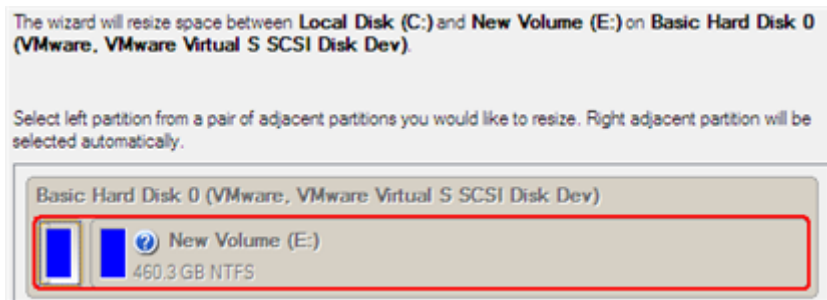 The wizard will resize space between Local Disk (C:) and New Volume (E:) on Basic Hard Disk 0
(VMware, VMware Virtual S SCSI Disk Dev).
Select left partition from a pair of adjacent partitions you would like to resize. Right adjacent partition will be
selected automatically.
Basic Hard Disk 0 (VMware, VMware Virtual S SCSI Disk Dev)
New Volume (E:)
460.3 GB NTFS